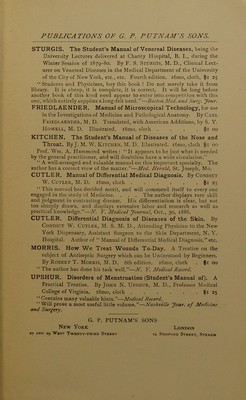 PUBLICATIONS OF G. P. PUTNAM'S SONS.
STURGIS. The Student's Manual of Venereal Diseases, being the
University Lectures delivered at Charity Hospital, B. I., during the
Winter Session of 1879-80. By F. S. STURGIS, M. D., Clinical Lect-
urer on Venereal Diseases in the Medical Department of the University
of the City of New York, etc., etc. Fourth edition. 16mo, cloth, $1 25
"Students and Physicians, buy this book! Do not merely take it from
library. It is cheap, it is complete, it is correct. It will be long before
another book of this kind need appear to enter into competition with this
one, which entirely supplies a long-felt need."—Boston Med. and Surg. Jour.
FRIEDLAENDER. Manual of Microscopical Technology, for use
in the Investigations of Medicine and Pathological Anatomy. By CARL
FRIEDLAENDER, M. D. Translated, with American Additions, by S. Y.
HOWELL, M. D. Illustrated. 16mo, cloth . . . $1 00
KITCHEN. The Student's Manual of Diseases of the Nose and
Throat. By J. M. W. KITCHEN, M. D. Illustrated. 16mo, cloth $1 00
Prof. Wm. A. Hammond writes: "It appears to be just what is needed
by the general practitioner, and will doubtless have a wide circulation."
"A well-arranged and valuable manual on this important specialty. The
author has a correct view of the matter."—Med. Herald, St. Joseph, Mo.
CUTLER. Manual of Differential Medical Diagnosis. By CONDICT
W. CUTLER, M. D. 16mo, cloth . . . $1 25
"This manual has decided merit, and will commend itself to every one
engaged in the study of Medicine. . . . The author displays rare skill
and judgment in contrasting disease. His differentiation is clear, but not
too sharply drawn, and displays extensive labor and research as well as
practical knowledge."—N. Y. Medical Journal, Oct., 30, 1886.
CUTLER. Differential Diagnosis of Diseases of the Skin. By
CONDICT W. CUTLER, M. S. M. D., Attending Physician to the New
York Dispensary, Assistant Surgeon to the Skin Department, N. Y.
Hospital. Author of "Manual of Differential Medical Diagnosis," etc.
MORRIS. How We Treat Wounds To-Day. A Treatise on the
subject of Antiseptic Surgery which can be Understood by Beginners.
By ROBERT T. MORRIS, M. D. 8th edition. 16mo, cloth . $1 00
"The author has done his task well."—N. Y. Medical Record.
UPSHUR. Disorders of Menstruation (Student's Manual of). A
Practical Treatise. By JOHN N. UPSHUR, M. D., Professor Medical
College of Virginia. 16mo, cloth . . . $1 25
"Contains many valuable hints."—Medical Record.
"Will prove a most useful little volume."—Nashville Jour. of Medicine
and Surgery.
G. P. PUTNAM'S SONS
NEW YORK LONDON
27 AND 29 WEST TWENTY-THIRD STREET 24 BEDFORD STREET, STRAND